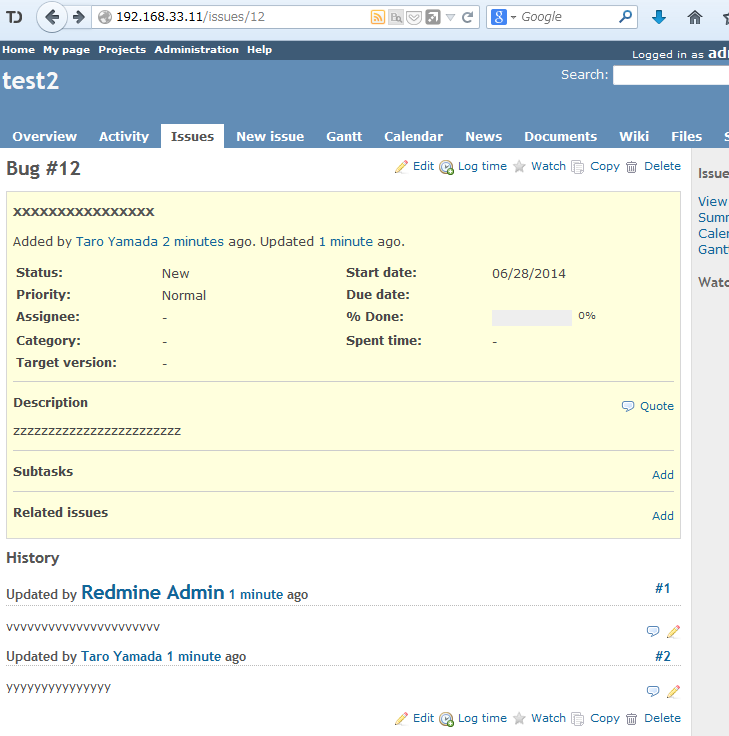 TD 192.168.33.11/issues/12 Google
Home My page Projects Administration Help
Logged in as
test2
Search:
Overview Activity Issues New issue Gantt Calendar News Documents Wiki Files S
Bug #12
Edit Log time Watch Copy Delete
Issue
View
Summ
Calen
Gantt
Watc
xxxxxxxxxxxxxxxx
Added by Taro Yamada 2 minutes ago. Updated 1 minute ago.
Status: New Start date: 06/28/2014
Priority: Normal Due date:
Assignee: - % Done: 0%
Category: - Spent time: -
Target version: -
Description
Quote
zzzzzzzzzzzzzzzzzzzzzzzz
Subtasks Add
Related issues Add
History
Updated by Redmine Admin 1 minute ago #1
vvvvvvvvvvvvvvvvvvvvvv
Updated by Taro Yamada 1 minute ago #2
yyyyyyyyyyyyyyy
Edit Log time Watch Copy Delete